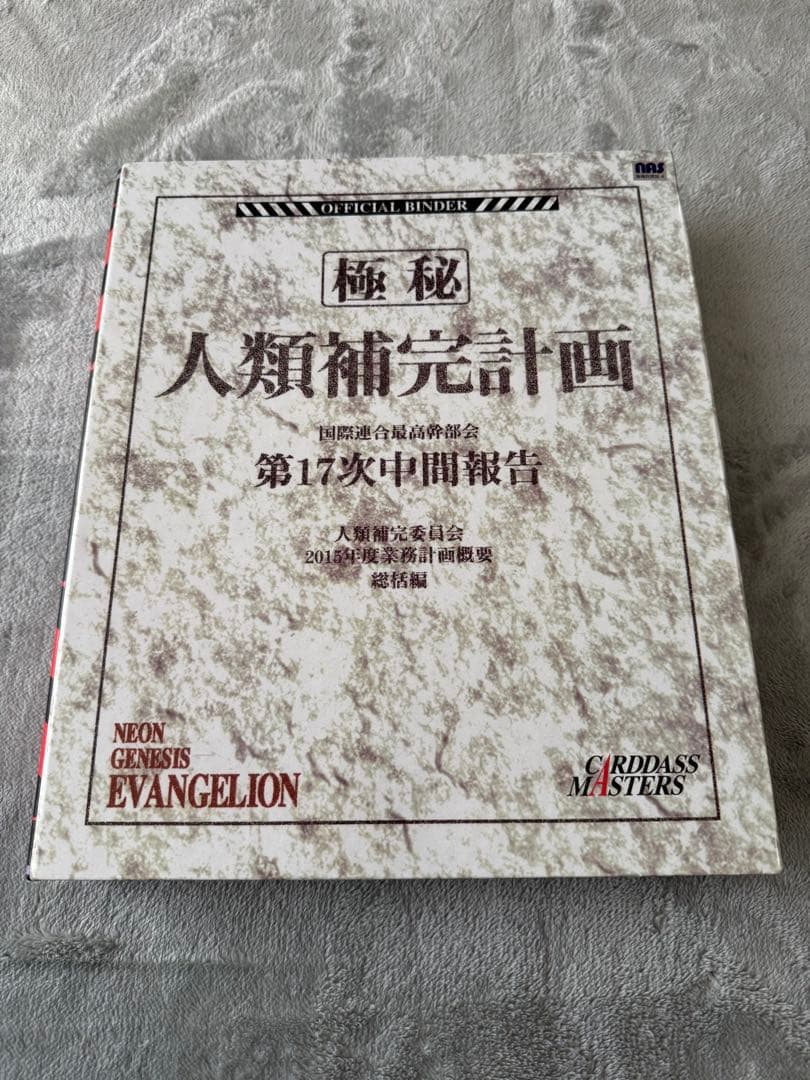 nas
OFFICIAL BINDER
極秘
人類補完計画
国際連合最高幹部会
第17次中間報告
人類補完委員会
2015年度業務計画概要
総括編
NEON
GENESIS
EVANGELION
CARDDASS
MASTERS